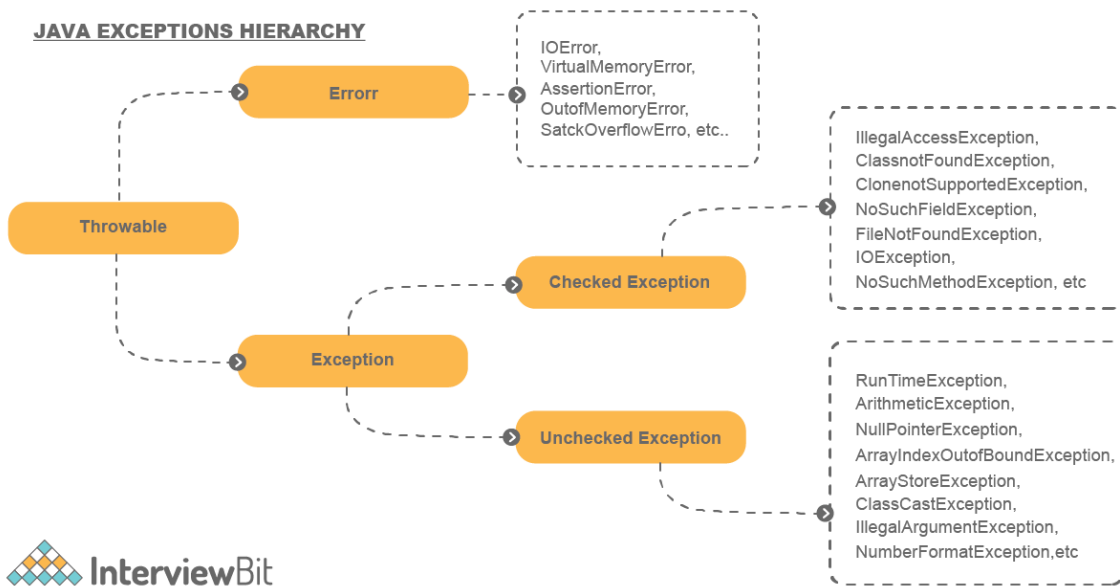 JAVA EXCEPTIONS HIERARCHY
Errorr
IOError,
VirtualMemoryError,
AssertionError,
OutofMemoryError,
SatckOverflowErro, etc..
Throwable
Exception
Checked Exception
IllegalAccessException,
ClassnotFoundException,
ClonenotSupportedException,
NoSuchFieldException,
FileNotFoundException,
IOException,
NoSuchMethodException, etc
Unchecked Exception
RunTimeException,
ArithmeticException,
NullPointerException,
ArrayIndexOutofBoundException,
ArrayStoreException,
ClassCastException,
IllegalArgumentException,
NumberFormatException,etc
InterviewBit